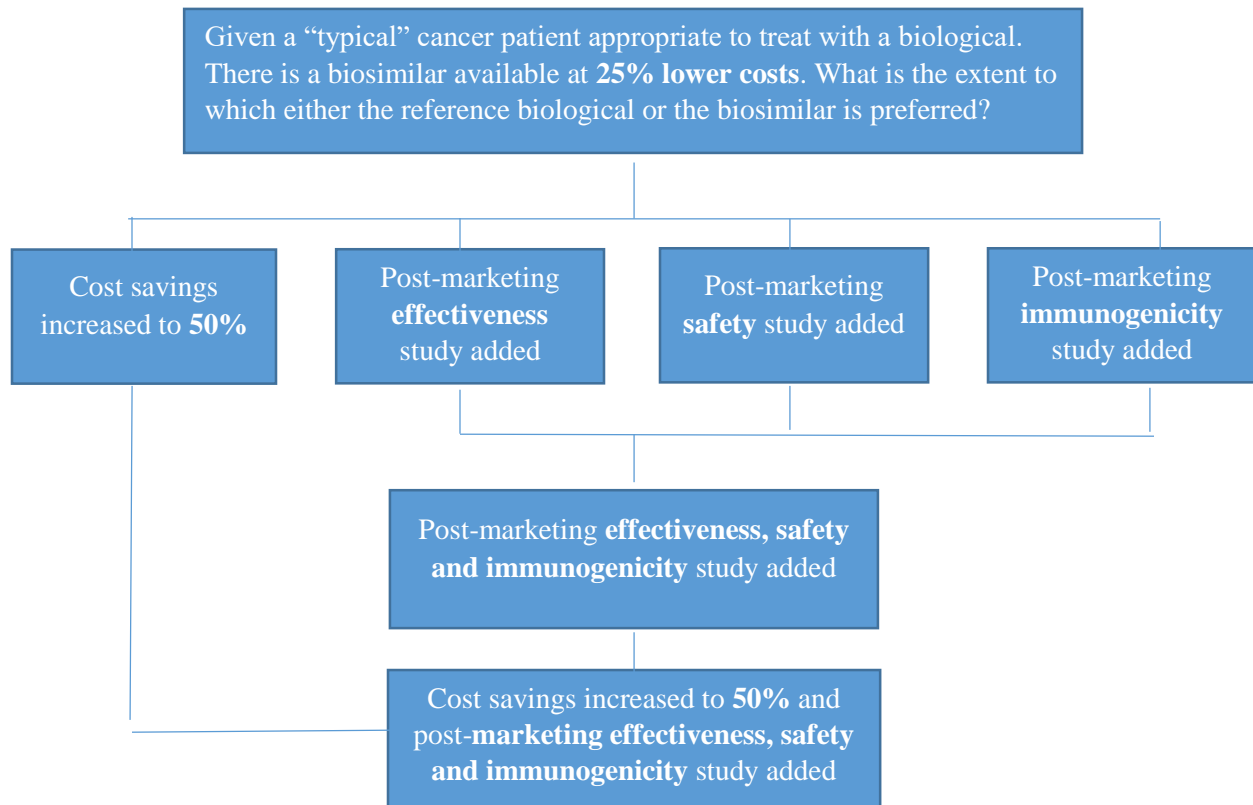 Given a “typical” cancer patient appropriate to treat with a biological.
There is a biosimilar available at 25% lower costs. What is the extent to
which either the reference biological or the biosimilar is preferred?
Cost savings
increased to 50%
Post-marketing
effectiveness
study added
Post-marketing
safety study added
Post-marketing
immunogenicity
study added
Post-marketing effectiveness, safety
and immunogenicity study added
Cost savings increased to 50% and
post-marketing effectiveness, safety
and immunogenicity study added